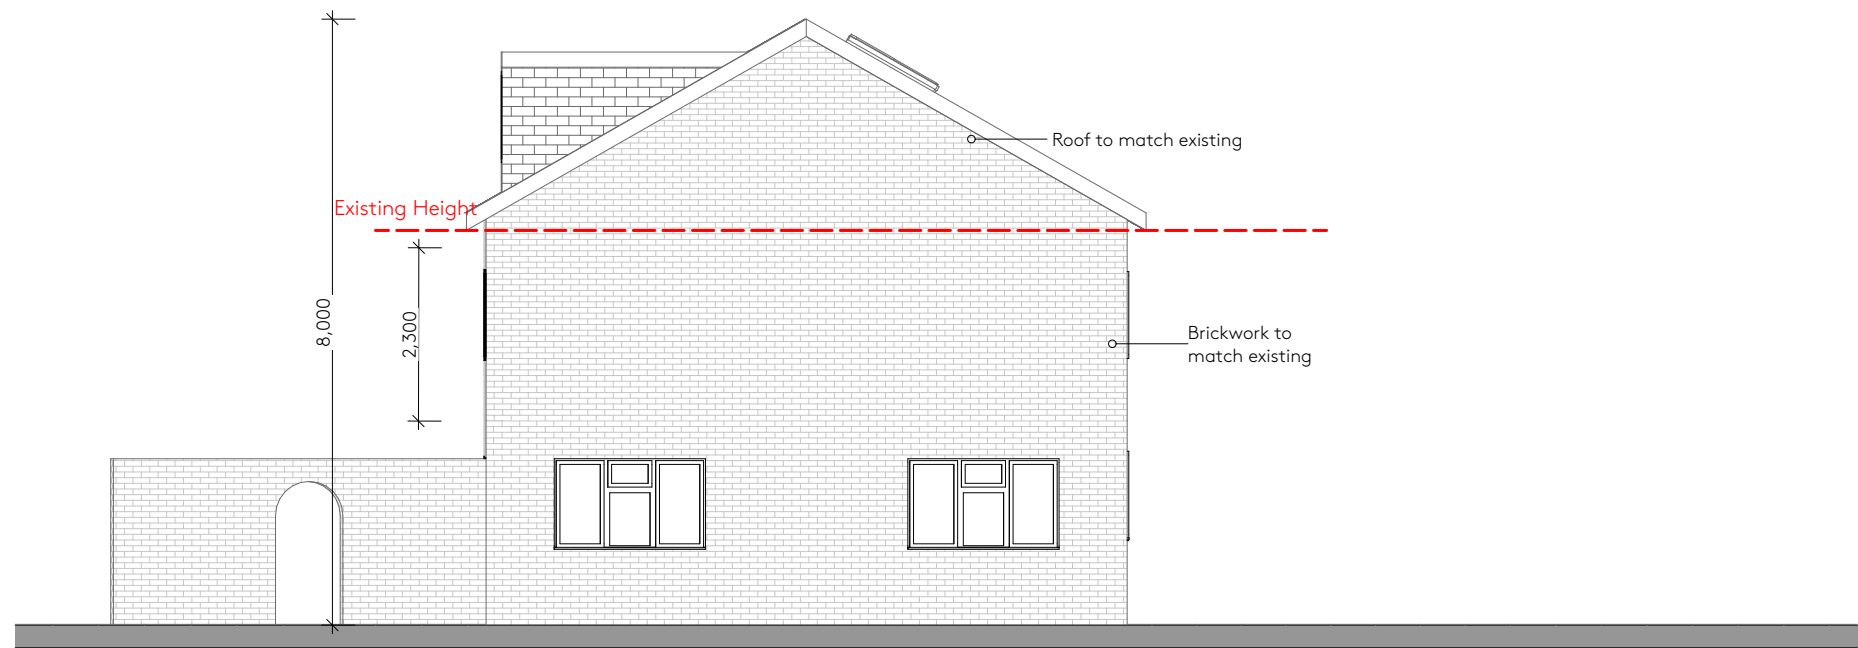 Roof to match existing
Existing Height
8,000
2,300
Brickwork to
match existing